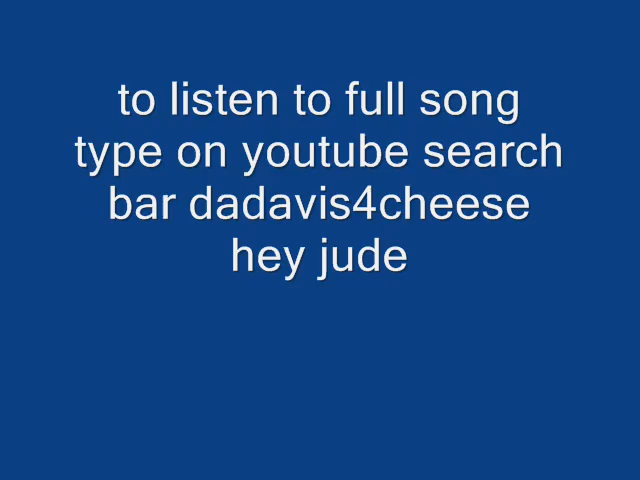 to listen to full song
type on youtube search
bar dadavis4cheese
hey jude